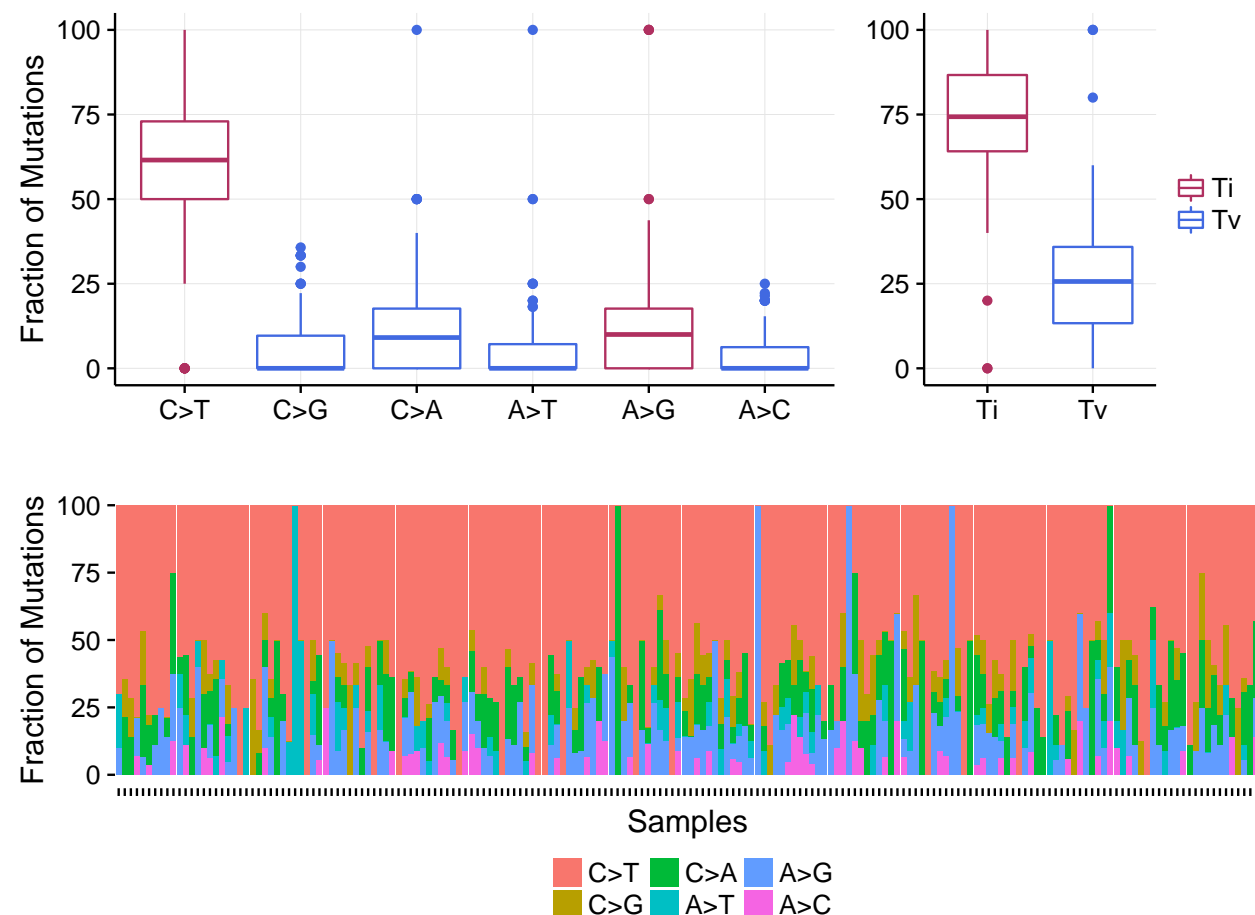 Fraction of Mutations
100
75
50
25
0
C>T C>G C>A A>T A>G A>C
100
75
50
25
0
Ti Tv
Ti
Tv
Fraction of Mutations
100
75
50
25
0
Samples
C>T C>A A>G
C>G A>T A>C